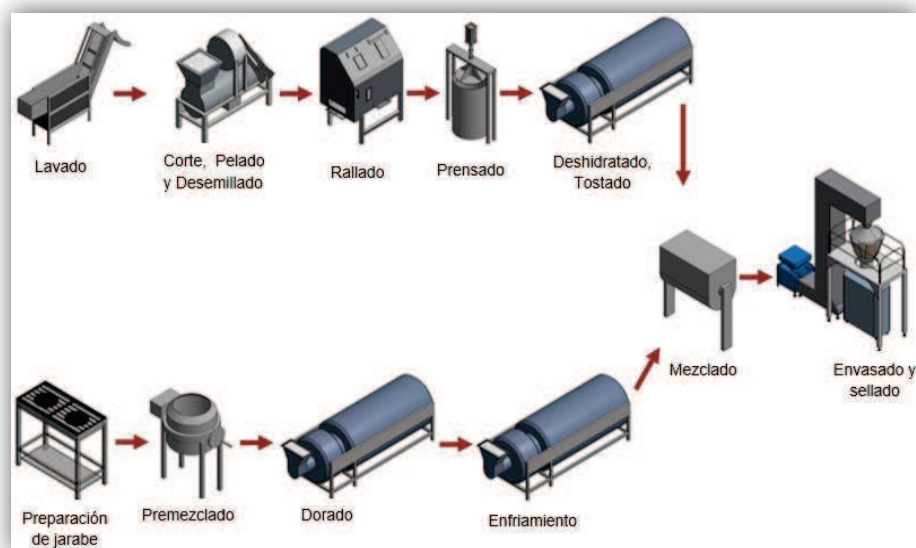 Lavado
Corte, Pelado
y Desemillado
Rallado
Prensado
Deshidratado,
Tostado
Mezclado
Envasado y
sellado
Preparación
de jarabe
Premezclado
Dorado
Enfriamiento